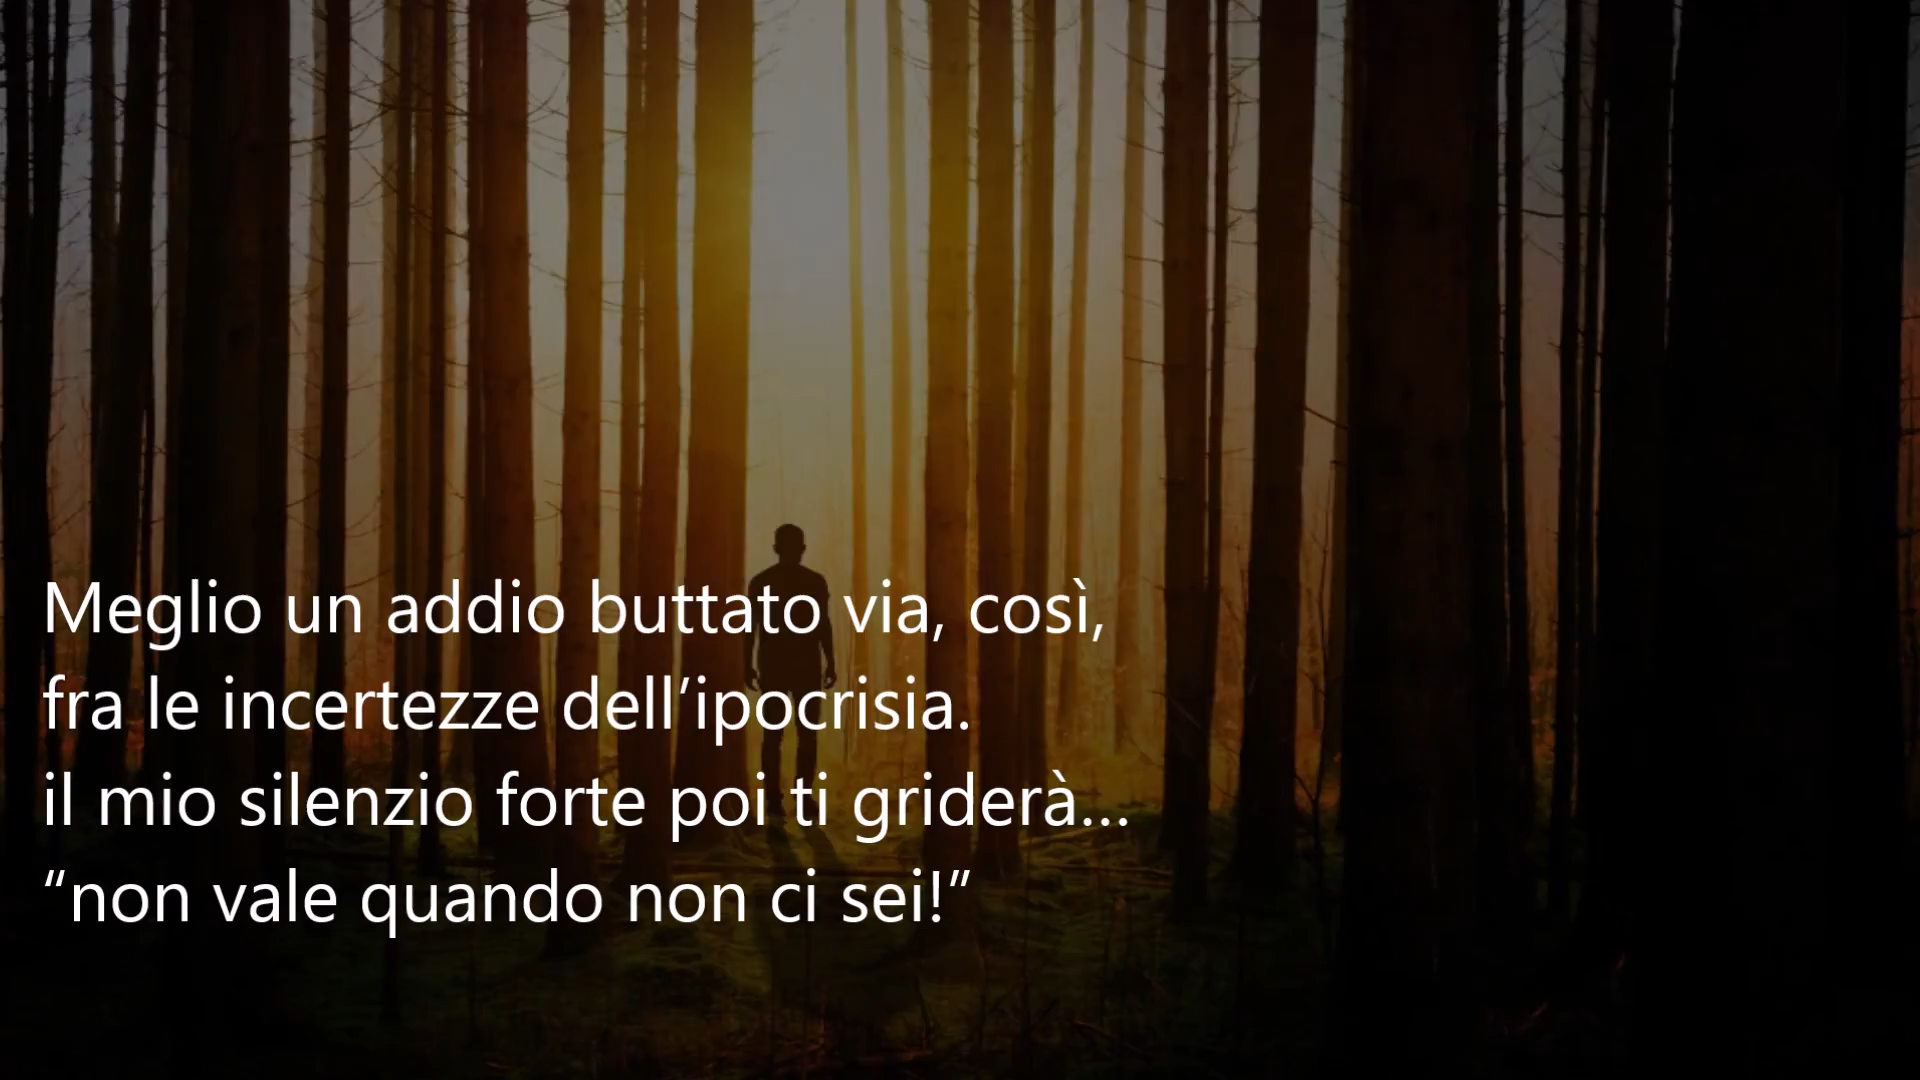 Meglio un addio buttato via, così,
fra le incertezze dell’ipocrisia.
il mio silenzio forte poi ti griderà...
“non vale quando non ci sei!”